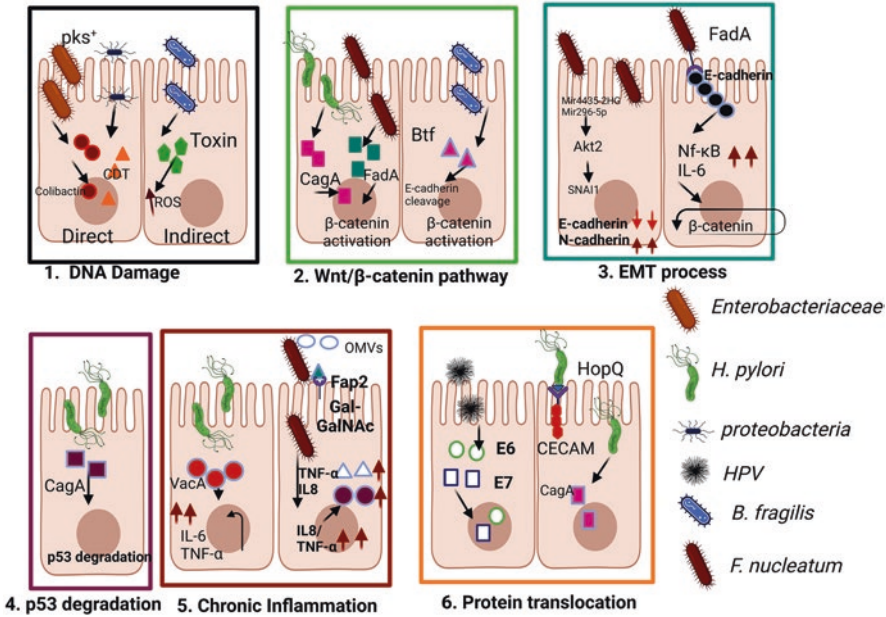 pks+
Toxin
CDT
Colibactin
ROS
Direct
Indirect
1. DNA Damage
Btf
CagA
FadA
E-cadherin
cleavage
β-catenin
activation
β-catenin
activation
2. Wnt/β-catenin pathway
FadA
E-cadherin
Mir4435-2HG
Mir296-5p
Akt2
Nf-κB
IL-6
SNAI1
E-cadherin
N-cadherin
β-catenin
3. EMT process
CagA
p53 degradation
4. p53 degradation
OMVs
Fap2
Gal-
GalNAc
VacA
TNF-α
IL8
IL-6
TNF-α
IL8/
TNF-α
5. Chronic Inflammation
HopQ
E6
CECAM
E7
CagA
6. Protein translocation
Enterobacteriaceae
H. pylori
proteobacteria
HPV
B. fragilis
F. nucleatum